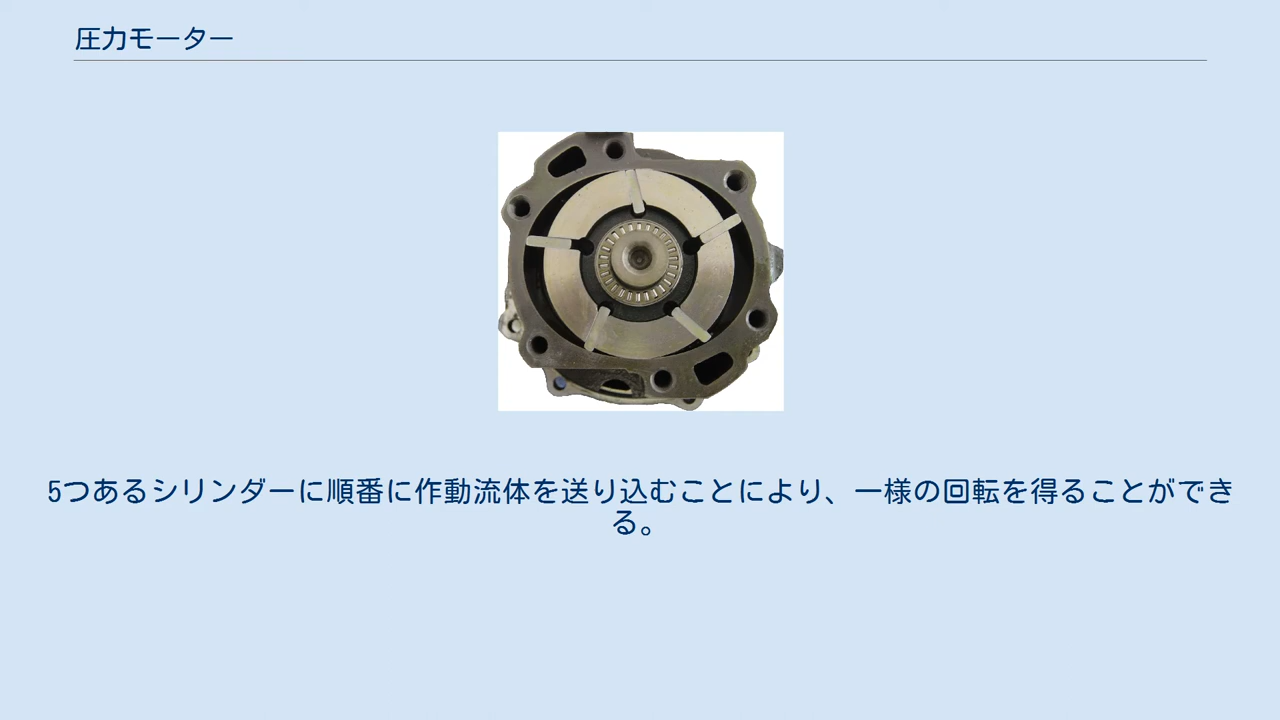 圧力モーター
5つあるシリンダーに順番に作動流体を送り込むことにより、一様の回転を得ることができ
る。